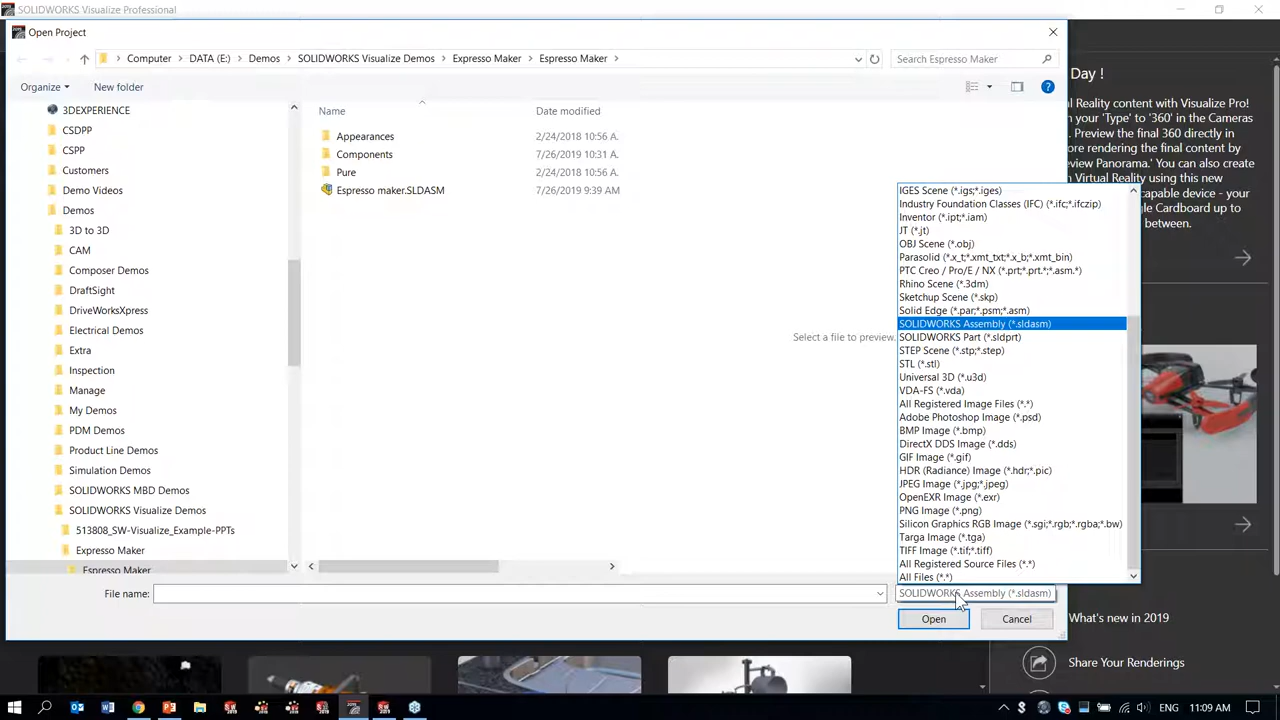 SOLIDWORKS Visualize Professional
Open Project
Computer
DATA (E:)
Demos
SOLIDWORKS Visualize Demos
Expresso Maker
Espresso Maker
Search Espresso Maker
Organize
New folder
Name
Date modified
3DEXPERIENCE
CSDPP
CSPP
Customers
Demo Videos
Demos
3D to 3D
CAM
Composer Demos
DraftSight
DriveWorksXpress
Electrical Demos
Extra
Inspection
Manage
My Demos
PDM Demos
Product Line Demos
Simulation Demos
SOLIDWORKS MBD Demos
SOLIDWORKS Visualize Demos
513808_SW-Visualize_Example-PPTs
Expresso Maker
Espresso Maker
Appearances
2/24/2018 10:56 A.
Components
7/26/2019 10:31 A.
Pure
2/24/2018 10:56 A.
Espresso maker.SLDASM
7/26/2019 9:39 AM
Select a file to preview.
IGES Scene (*.igs;*.iges)
Industry Foundation Classes (IFC) (*.ifc;*.ifczip)
Inventor (*.ipt;*.iam)
JT (*.jt)
OBJ Scene (*.obj)
Parasolid (*.x_t;*.xmt_txt;*.x_b;*.xmt_bin)
PTC Creo / Pro/E / NX (*.prt;*.prt.*;*.asm.*)
Rhino Scene (*.3dm)
Sketchup Scene (*.skp)
Solid Edge (*.par;*.psm;*.asm)
SOLIDWORKS Assembly (*.sldasm)
SOLIDWORKS Part (*.sldprt)
STEP Scene (*.stp;*.step)
STL (*.stl)
Universal 3D (*.u3d)
VDA-FS (*.vda)
All Registered Image Files (*.*)
Adobe Photoshop Image (*.psd)
BMP Image (*.bmp)
DirectX DDS Image (*.dds)
GIF Image (*.gif)
HDR (Radiance) Image (*.hdr;*.pic)
JPEG Image (*.jpg;*.jpeg)
OpenEXR Image (*.exr)
PNG Image (*.png)
Silicon Graphics RGB Image (*.sgi;*.rgb;*.rgba;*.bw)
Targa Image (*.tga)
TIFF Image (*.tif;*.tiff)
All Registered Source Files (*.*)
All Files (*.*)
File name:
SOLIDWORKS Assembly (*.sldasm)
Open
Cancel
Day !
al Reality content with Visualize Pro!
n your 'Type' to '360' in the Cameras
. Preview the final 360 directly in
ore rendering the final content by
eview Panorama.' You can also create
n Virtual Reality using this new
capable device - your
gle Cardboard up to
between.
What's new in 2019
Share Your Renderings
ENG
11:09 AM